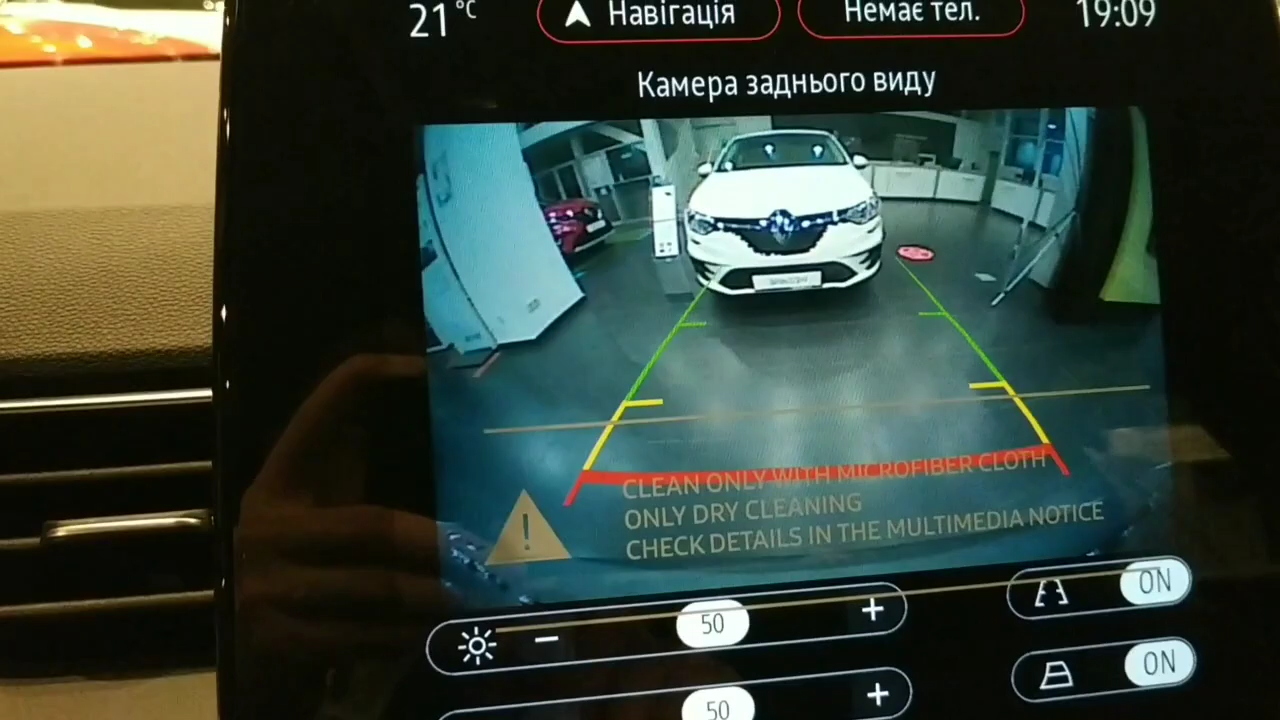 21 °C
Навігація
Немає тел.
19:09
Камера заднього виду
CLEAN ONLY WITH MICROFIBER CLOTH
ONLY DRY CLEANING
CHECK DETAILS IN THE MULTIMEDIA NOTICE
− 50 +
ON
50 +
ON